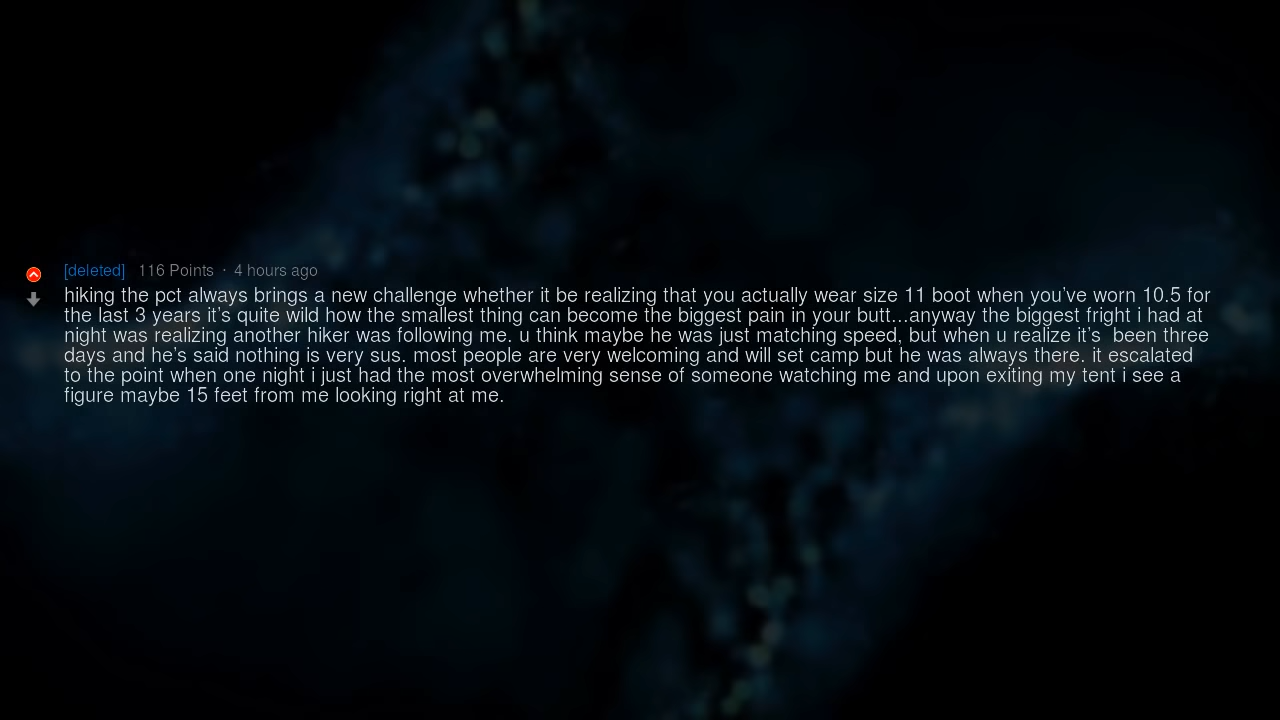 [deleted] 116 Points · 4 hours ago
hiking the pct always brings a new challenge whether it be realizing that you actually wear size 11 boot when you've worn 10.5 for
the last 3 years it's quite wild how the smallest thing can become the biggest pain in your butt...anyway the biggest fright i had at
night was realizing another hiker was following me. u think maybe he was just matching speed, but when u realize it's  been three
days and he's said nothing is very sus. most people are very welcoming and will set camp but he was always there. it escalated
to the point when one night i just had the most overwhelming sense of someone watching me and upon exiting my tent i see a
figure maybe 15 feet from me looking right at me.